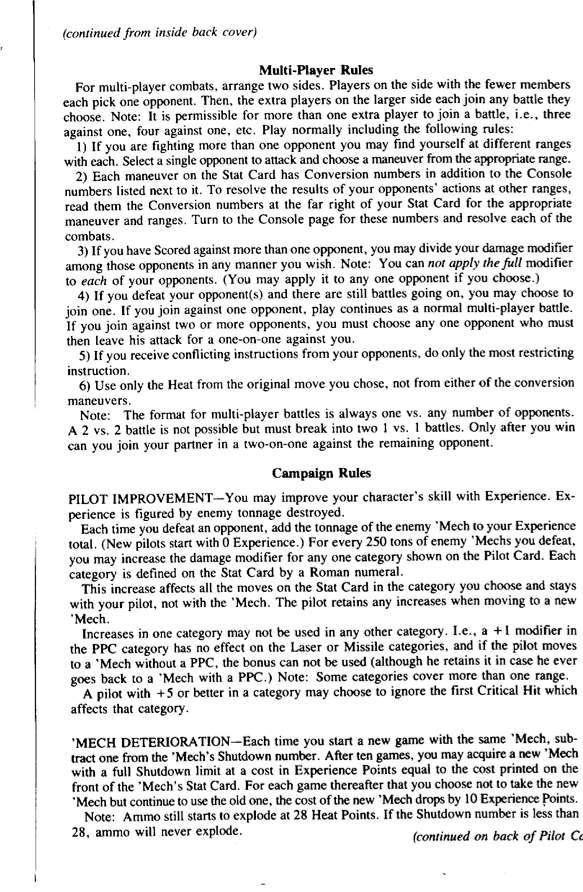 (continued from inside back cover)
Multi-Player Rules
For multi-player combats, arrange two sides. Players on the side with the fewer members
each pick one opponent. Then, the extra players on the larger side each join any battle they
choose. Note: It is permissible for more than one extra player to join a battle, i.e., three
against one, four against one, etc. Play normally including the following rules:
1) If you are fighting more than one opponent you may find yourself at different ranges
with each. Select a single opponent to attack and choose a maneuver from the appropriate range.
2) Each maneuver on the Stat Card has Conversion numbers in addition to the Console
numbers listed next to it. To resolve the results of your opponents' actions at other ranges,
read them the Conversion numbers at the far right of your Stat Card for the appropriate
maneuver and ranges. Turn to the Console page for these numbers and resolve each of the
combats.
3) If you have Scored against more than one opponent, you may divide your damage modifier
among those opponents in any manner you wish. Note: You can not apply the full modifier
to each of your opponents. (You may apply it to any one opponent if you choose.)
4) If you defeat your opponent(s) and there are still battles going on, you may choose to
join one. If you join against one opponent, play continues as a normal multi-player battle.
If you join against two or more opponents, you must choose any one opponent who must
then leave his attack for a one-on-one against you.
5) If you receive conflicting instructions from your opponents, do only the most restricting
instruction.
6) Use only the Heat from the original move you chose, not from either of the conversion
maneuvers.
Note: The format for multi-player battles is always one vs. any number of opponents.
A 2 vs. 2 battle is not possible but must break into two 1 vs. 1 battles. Only after you win
can you join your partner in a two-on-one against the remaining opponent.
Campaign Rules
PILOT IMPROVEMENT—You may improve your character's skill with Experience. Ex-
perience is figured by enemy tonnage destroyed.
Each time you defeat an opponent, add the tonnage of the enemy 'Mech to your Experience
total. (New pilots start with 0 Experience.) For every 250 tons of enemy 'Mechs you defeat,
you may increase the damage modifier for any one category shown on the Pilot Card. Each
category is defined on the Stat Card by a Roman numeral.
This increase affects all the moves on the Stat Card in the category you choose and stays
with your pilot, not with the 'Mech. The pilot retains any increases when moving to a new
'Mech.
Increases in one category may not be used in any other category. I.e., a +1 modifier in
the PPC category has no effect on the Laser or Missile categories, and if the pilot moves
to a 'Mech without a PPC, the bonus can not be used (although he retains it in case he ever
goes back to a 'Mech with a PPC.) Note: Some categories cover more than one range.
A pilot with +5 or better in a category may choose to ignore the first Critical Hit which
affects that category.
'MECH DETERIORATION—Each time you start a new game with the same 'Mech, sub-
tract one from the 'Mech's Shutdown number. After ten games, you may acquire a new 'Mech
with a full Shutdown limit at a cost in Experience Points equal to the cost printed on the
front of the 'Mech's Stat Card. For each game thereafter that you choose not to take the new
'Mech but continue to use the old one, the cost of the new 'Mech drops by 10 Experience Points.
Note: Ammo still starts to explode at 28 Heat Points. If the Shutdown number is less than
28, ammo will never explode.
(continued on back of Pilot